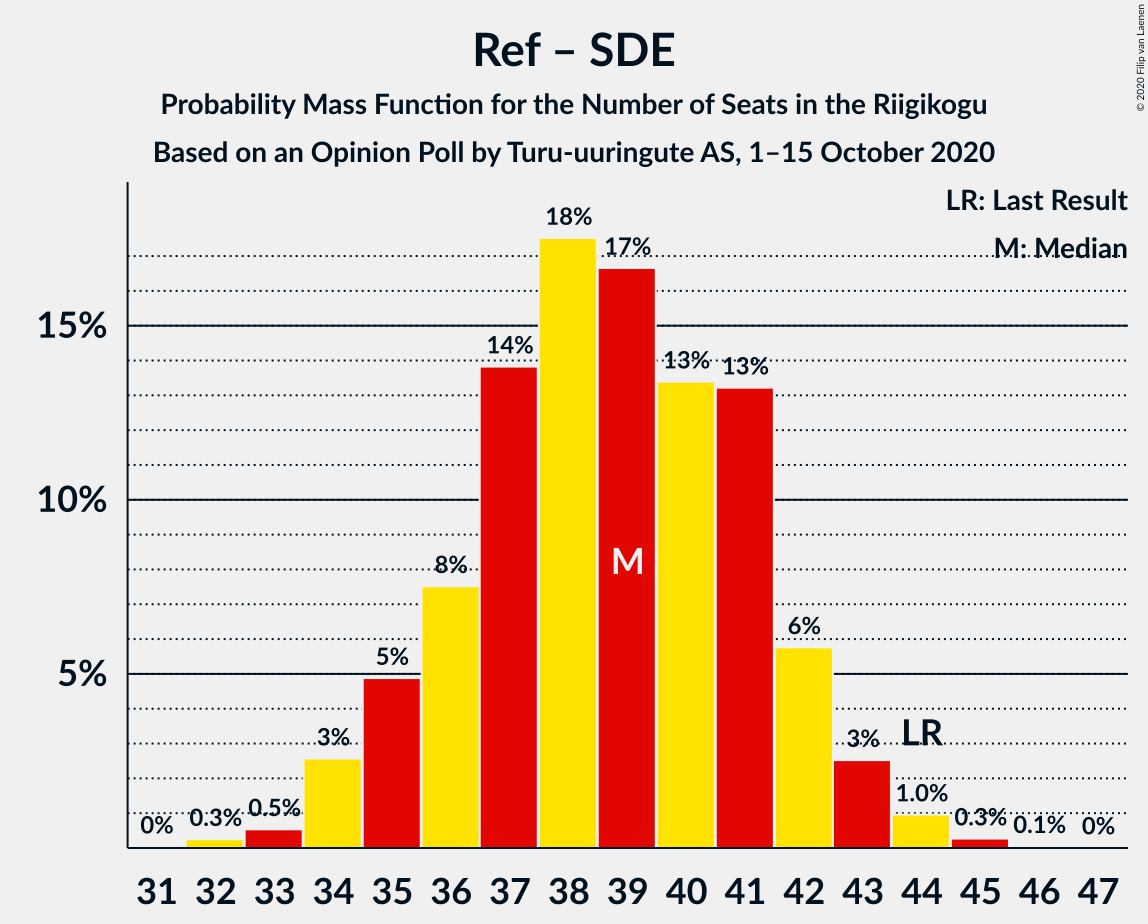 Ref – SDE
Probability Mass Function for the Number of Seats in the Riigikogu
Based on an Opinion Poll by Turu-uuringute AS, 1–15 October 2020
© 2020 Filip van Laenen
LR: Last Result
M: Median
15%
10%
5%
0% 0.3% 0.5% 3% 5% 8% 14% 18% 17% 13% 13% 6% 3% 1.0% 0.3% 0.1% 0%
M
LR
31 32 33 34 35 36 37 38 39 40 41 42 43 44 45 46 47